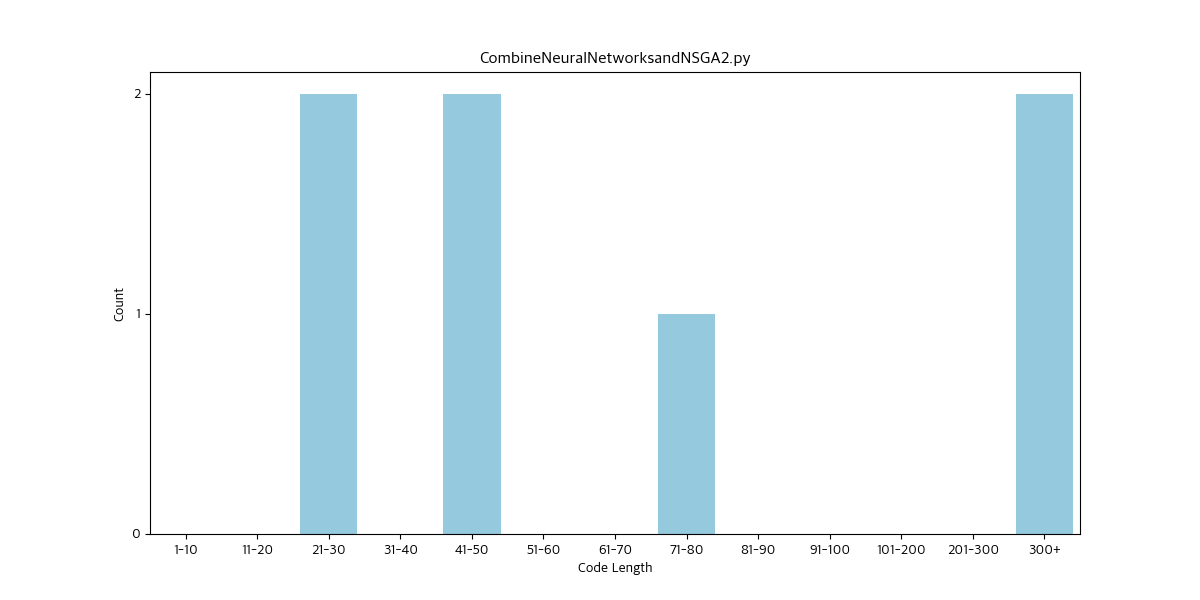 CombineNeuralNetworksandNSGA2.py
2
1
0
Count
1-10 11-20 21-30 31-40 41-50 51-60 61-70 71-80 81-90 91-100 101-200 201-300 300+
Code Length